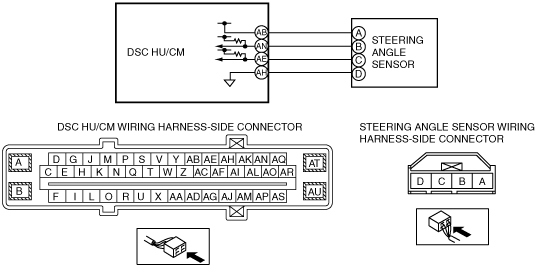 DSC HU/CM
AB
AN
AE
AH
A
B
C
D
STEERING
ANGLE
SENSOR
DSC HU/CM WIRING HARNESS-SIDE CONNECTOR
A
D G J M P S V Y AB AE AH AK AN AQ
AT
C E H K N Q T W Z AC AF AI AL AO AR
B
F I L O R U X AA AD AG AJ AM AP AS
AU
STEERING ANGLE SENSOR WIRING
HARNESS-SIDE CONNECTOR
D C B A